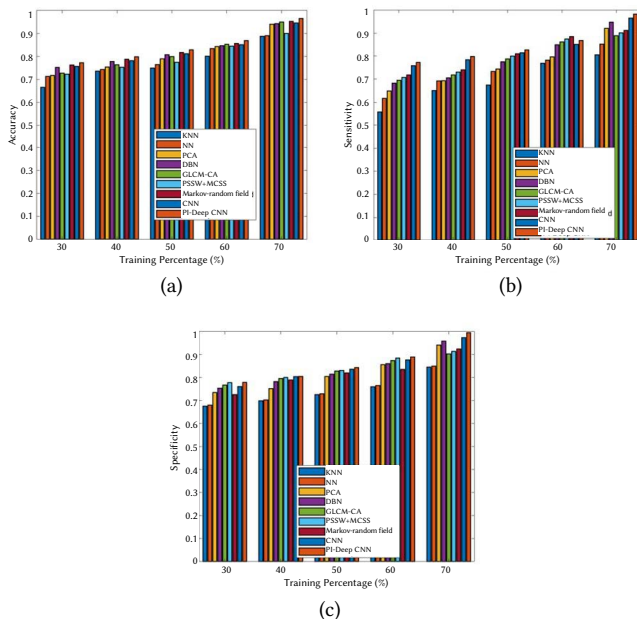 1
0.9
0.8
0.7
0.6
0.5
0.4
0.3
0.2
0.1
0
Accuracy
KNN
NN
PCA
DBN
GLCM-CA
PSSW+MCSS
Markov-random field
CNN
PI-Deep CNN
30 40 50 60 70
Training Percentage (%)
(a)
1
0.9
0.8
0.7
0.6
0.5
0.4
0.3
0.2
0.1
0
Sensitivity
KNN
NN
PCA
DBN
GLCM-CA
PSSW+MCSS
Markov-random field d
CNN
PI-Deep CNN
30 40 50 60 70
Training Percentage (%)
(b)
1
0.9
0.8
0.7
0.6
0.5
0.4
0.3
0.2
0.1
0
Specificity
KNN
NN
PCA
DBN
GLCM-CA
PSSW+MCSS
Markov-random field
CNN
PI-Deep CNN
30 40 50 60 70
Training Percentage (%)
(c)